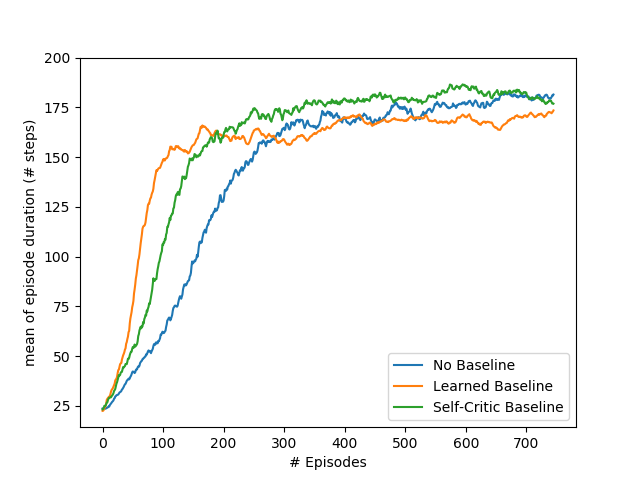 200
175
150
125
100
75
50
25
mean of episode duration (# steps)
No Baseline
Learned Baseline
Self-Critic Baseline
0 100 200 300 400 500 600 700
# Episodes